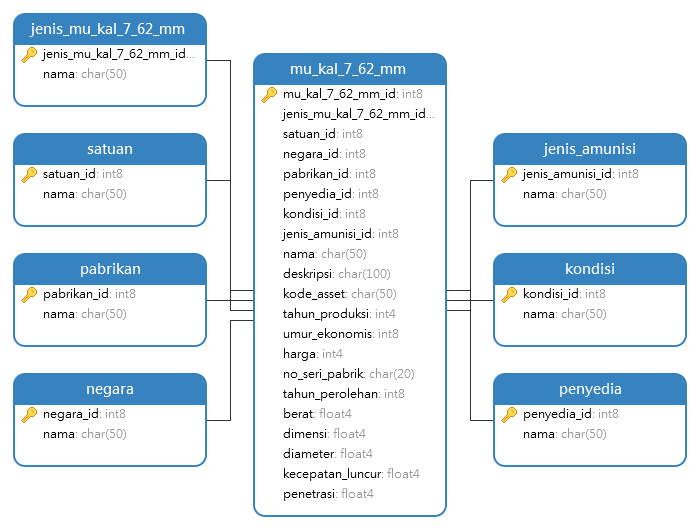 jenis_mu_kal_7_62_mm
jenis_mu_kal_7_62_mm_id...
nama: char(50)
satuan
satuan_id: int8
nama: char(50)
pabrikan
pabrikan_id: int8
nama: char(50)
negara
negara_id: int8
nama: char(50)
mu_kal_7_62_mm
mu_kal_7_62_mm_id: int8
jenis_mu_kal_7_62_mm_id...
satuan_id: int8
negara_id: int8
pabrikan_id: int8
penyedia_id: int8
kondisi_id: int8
jenis_amunisi_id: int8
nama: char(50)
deskripsi: char(100)
kode_asset: char(50)
tahun_produksi: int4
umur_ekonomis: int8
harga: int4
no_seri_pabrik: char(20)
tahun_perolehan: int8
berat: float4
dimensi: float4
diameter: float4
kecepatan_luncur: float4
penetrasi: float4
jenis_amunisi
jenis_amunisi_id: int8
nama: char(50)
kondisi
kondisi_id: int8
nama: char(50)
penyedia
penyedia_id: int8
nama: char(50)